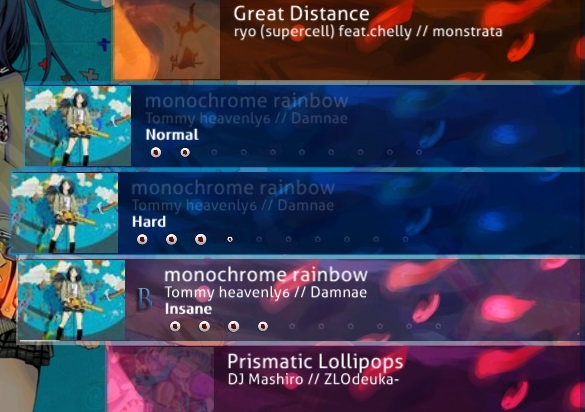 Great Distance
ryo (supercell) feat.chelly // monstrata
monochrome rainbow
Tommy heavenly6 // Damnae
Normal
monochrome rainbow
Tommy heavenly6 // Damnae
Hard
monochrome rainbow
B
Tommy heavenly6 // Damnae
Insane
Prismatic Lollipops
DJ Mashiro // ZLOdeuka-